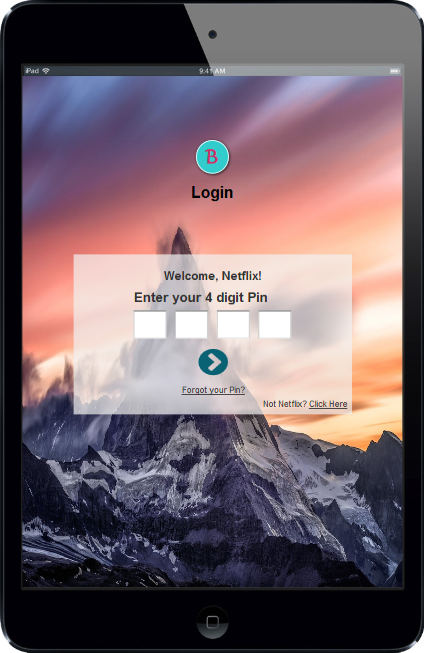 iPad 9:41 AM
B
Login
Welcome, Netflix!
Enter your 4 digit Pin
Forgot your Pin?
Not Netflix? Click Here